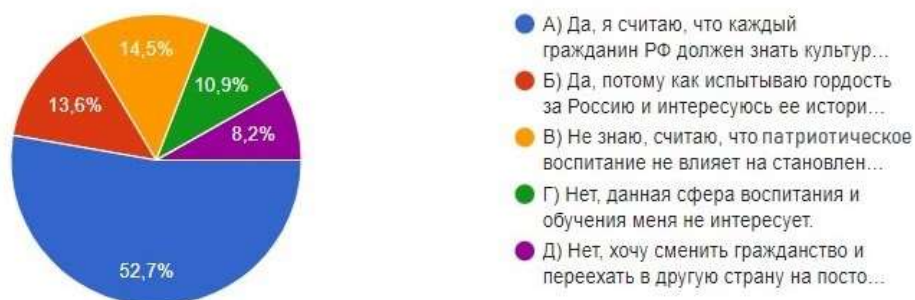 14,5%
10,9%
13,6%
8,2%
52,7%
А) Да, я считаю, что каждый
гражданин РФ должен знать культур...
Б) Да, потому как испытываю гордость
за Россию и интересуюсь ее истори...
В) Не знаю, считаю, что патриотическое
воспитание не влияет на становлен...
Г) Нет, данная сфера воспитания и
обучения меня не интересует.
Д) Нет, хочу сменить гражданство и
переехать в другую страну на посто...